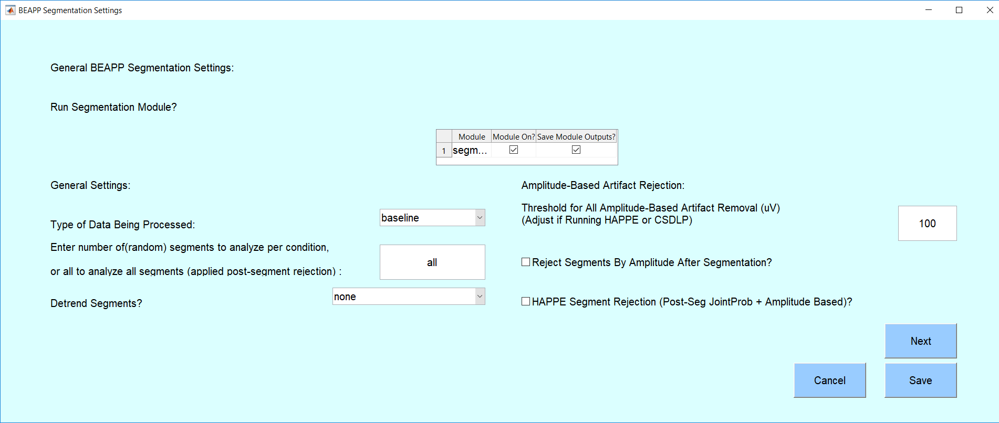 BEAPP Segmentation Settings
General BEAPP Segmentation Settings:
Run Segmentation Module?
Module Module On? Save Module Outputs?
1 segm...
General Settings:
Amplitude-Based Artifact Rejection:
Type of Data Being Processed:
baseline
Threshold for All Amplitude-Based Artifact Removal (uV)
(Adjust if Running HAPPE or CSDLP)
100
Enter number of(random) segments to analyze per condition,
or all to analyze all segments (applied post-segment rejection) :
all
Reject Segments By Amplitude After Segmentation?
Detrend Segments?
none
HAPPE Segment Rejection (Post-Seg JointProb + Amplitude Based)?
Next
Cancel
Save